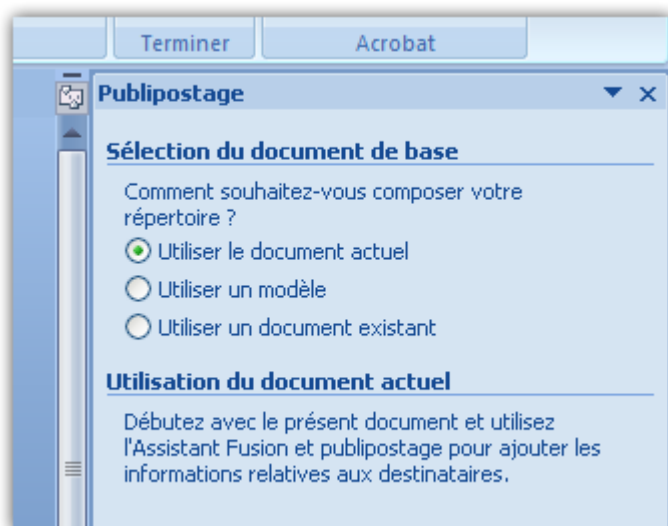 Terminer Acrobat
Publipostage
Sélection du document de base
Comment souhaitez-vous composer votre
répertoire ?
Utiliser le document actuel
Utiliser un modèle
Utiliser un document existant
Utilisation du document actuel
Débutez avec le présent document et utilisez
l'Assistant Fusion et publipostage pour ajouter les
informations relatives aux destinataires.